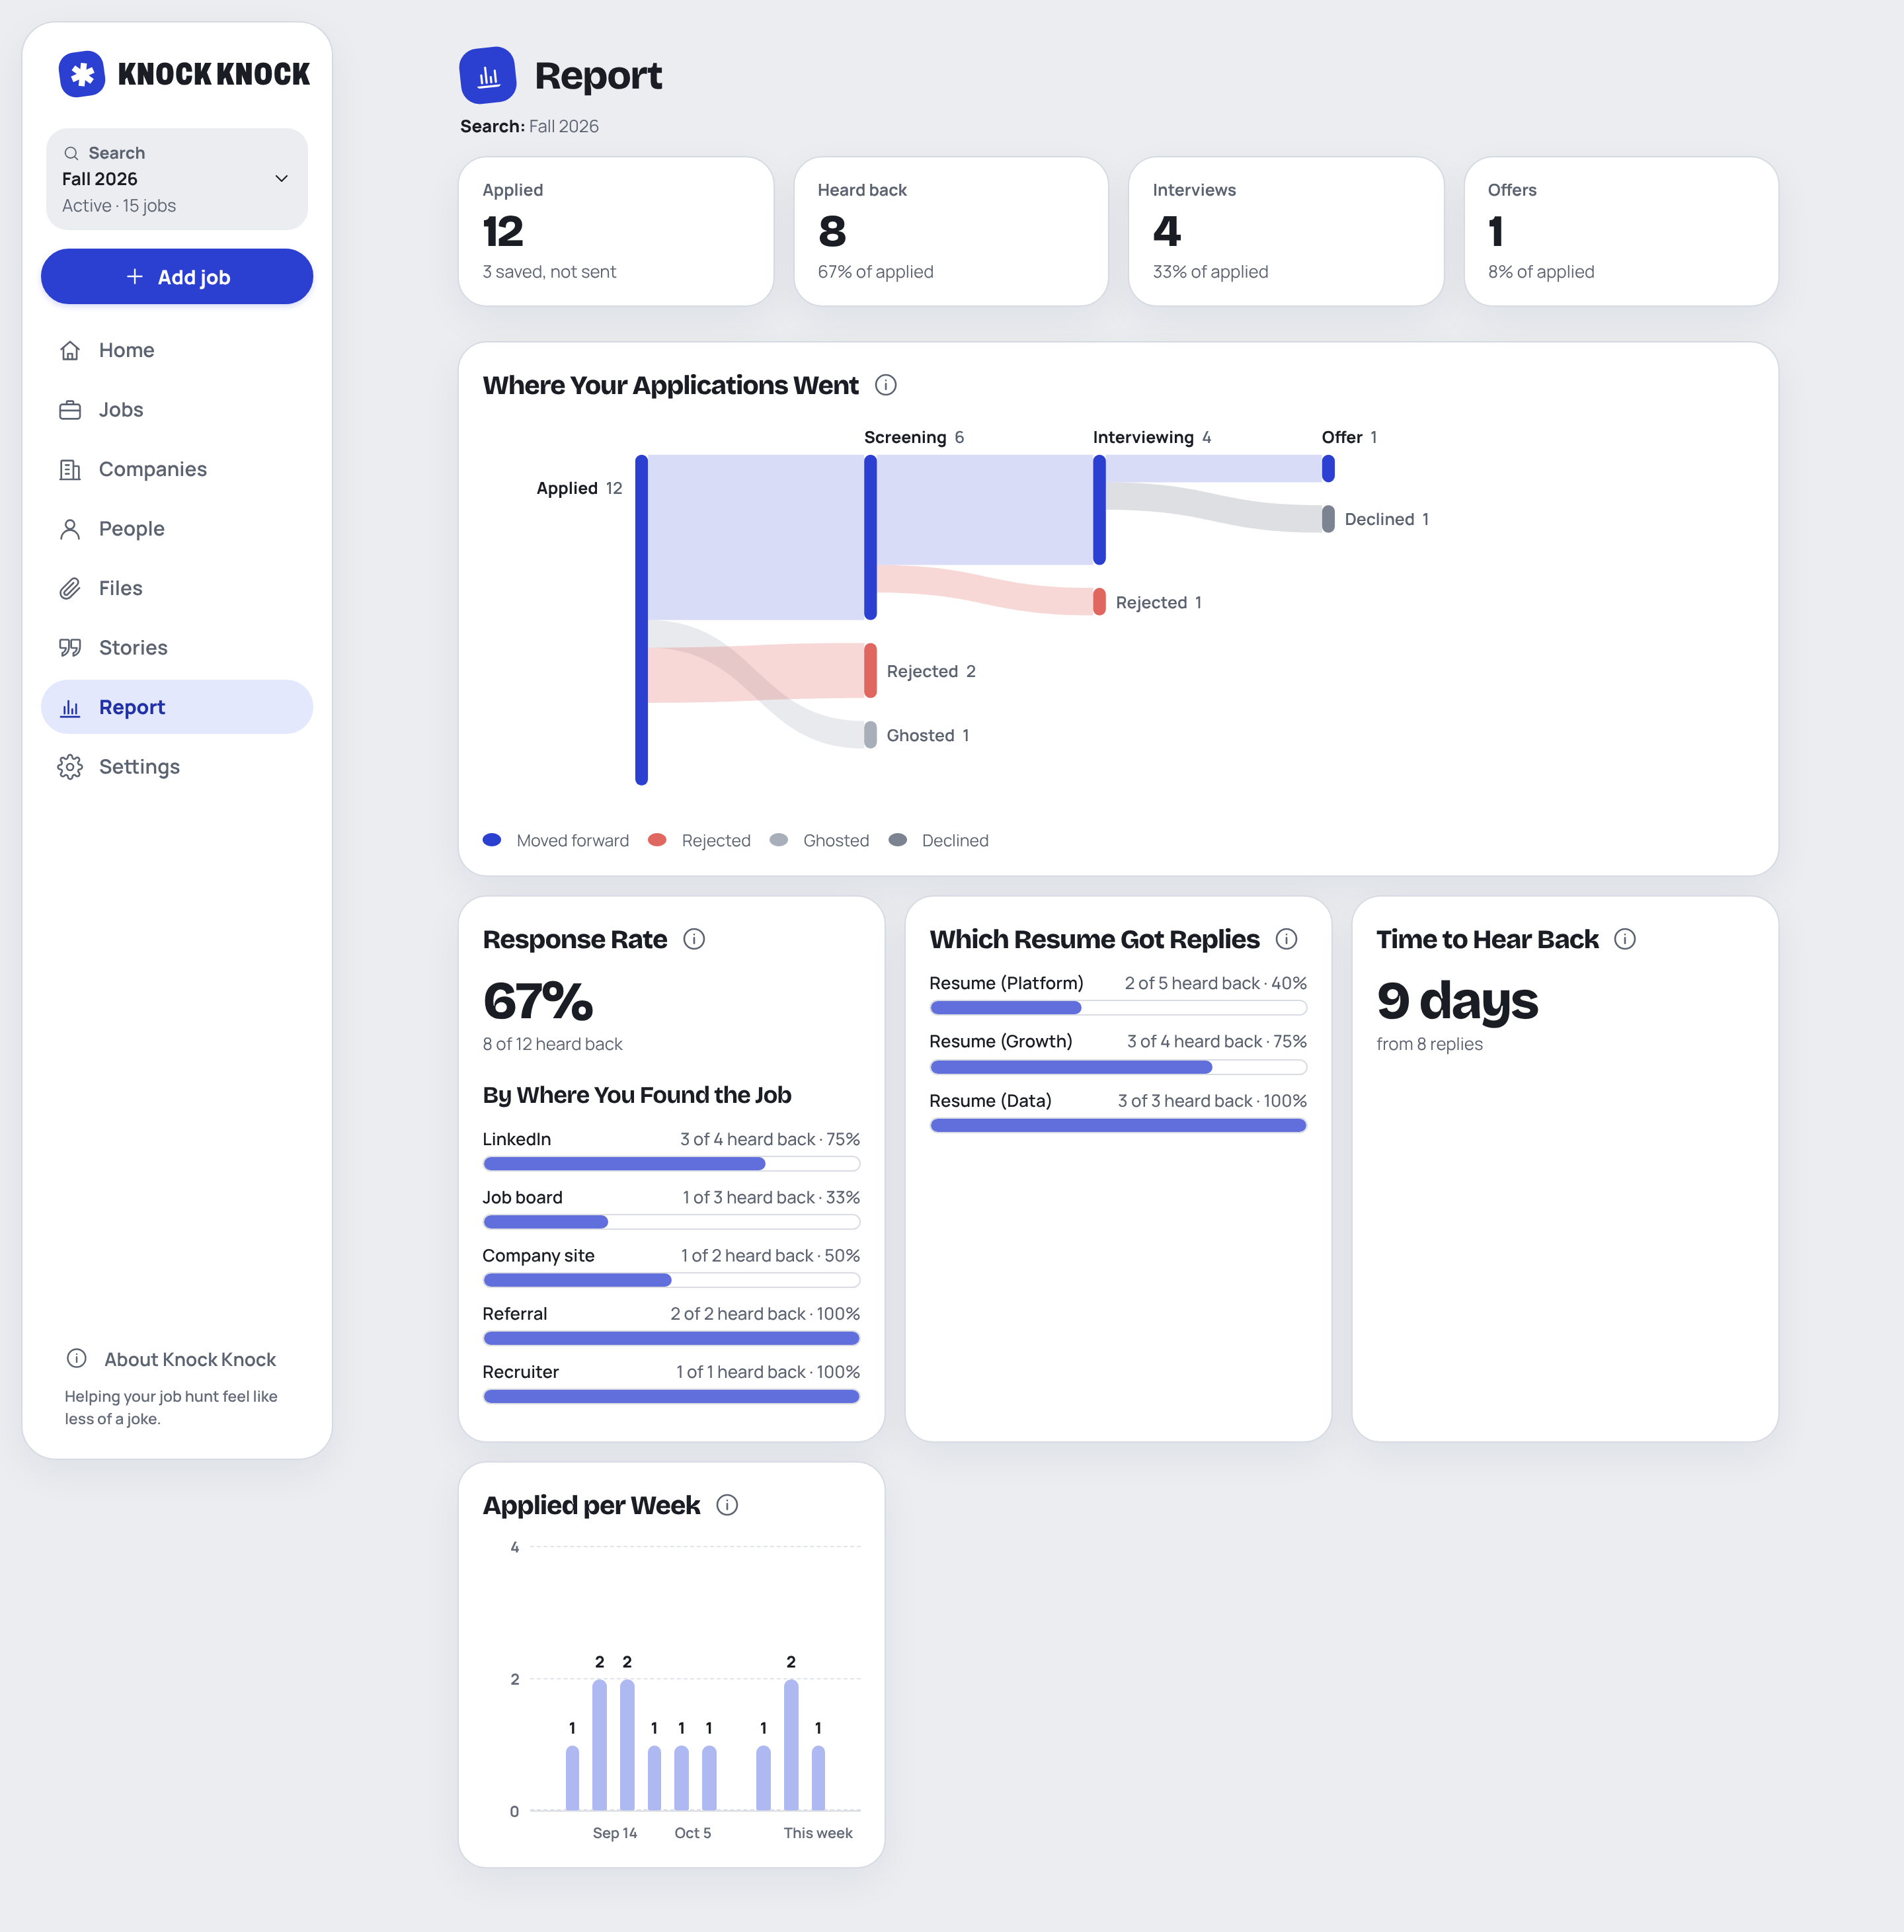 KNOCK KNOCK
Search
Fall 2026
Active · 15 jobs
+ Add job
Home
Jobs
Companies
People
Files
Stories
Report
Settings
About Knock Knock
Helping your job hunt feel like
less of a joke.
Report
Search: Fall 2026
Applied
12
3 saved, not sent
Heard back
8
67% of applied
Interviews
4
33% of applied
Offers
1
8% of applied
Where Your Applications Went
Screening 6
Interviewing 4
Offer 1
Applied 12
Declined 1
Rejected 1
Rejected 2
Ghosted 1
Moved forward
Rejected
Ghosted
Declined
Response Rate
67%
8 of 12 heard back
By Where You Found the Job
LinkedIn 3 of 4 heard back · 75%
Job board 1 of 3 heard back · 33%
Company site 1 of 2 heard back · 50%
Referral 2 of 2 heard back · 100%
Recruiter 1 of 1 heard back · 100%
Which Resume Got Replies
Resume (Platform) 2 of 5 heard back · 40%
Resume (Growth) 3 of 4 heard back · 75%
Resume (Data) 3 of 3 heard back · 100%
Time to Hear Back
9 days
from 8 replies
Applied per Week
4
2 2 2
2
1 1 1 1 1 1
0
Sep 14 Oct 5 This week